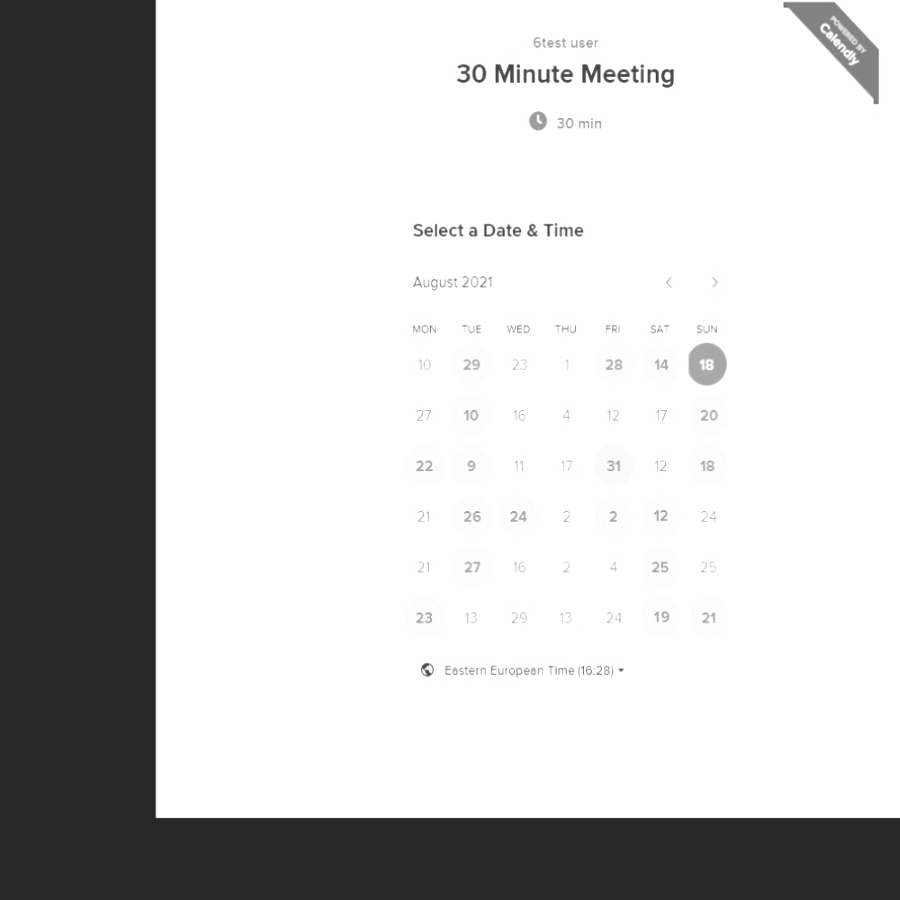 POWERED BY
Calendly
6test user
30 Minute Meeting
30 min
Select a Date & Time
August 2021
MON TUE WED THU FRI SAT SUN
10 29 23 1 28 14 18
27 10 16 4 12 17 20
22 9 11 17 31 12 18
21 26 24 2 2 12 24
21 27 16 2 4 25 25
23 13 29 13 24 19 21
Eastern European Time (16:28)